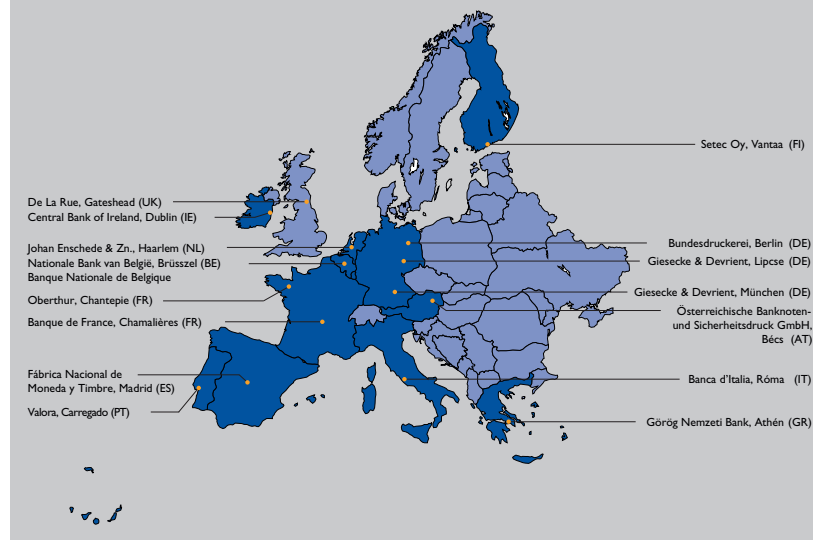 Setec Oy, Vantaa (FI)
De La Rue, Gateshead (UK)
Central Bank of Ireland, Dublin (IE)
Johan Enschede & Zn., Haarlem (NL)
Nationale Bank van België, Brüsszel (BE)
Banque Nationale de Belgique
Oberthur, Chantepie (FR)
Banque de France, Chamalières (FR)
Fábrica Nacional de
Moneda y Timbre, Madrid (ES)
Valora, Carregado (PT)
Bundesdruckerei, Berlin (DE)
Giesecke & Devrient, Lipcse (DE)
Giesecke & Devrient, München (DE)
Österreichische Banknoten-
und Sicherheitsdruck GmbH,
Bécs (AT)
Banca d'Italia, Róma (IT)
Görög Nemzeti Bank, Athén (GR)